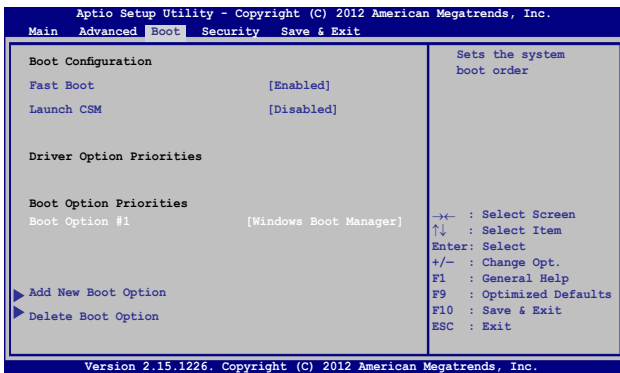 Aptio Setup Utility - Copyright (C) 2012 American Megatrends, Inc.
Main Advanced Boot Security Save & Exit
Boot Configuration
Fast Boot [Enabled]
Launch CSM [Disabled]
Driver Option Priorities
Boot Option Priorities
Boot Option #1 [Windows Boot Manager]
Add New Boot Option
Delete Boot Option
Sets the system
boot order
→← : Select Screen
↑↓ : Select Item
Enter: Select
+/— : Change Opt.
F1 : General Help
F9 : Optimized Defaults
F10 : Save & Exit
ESC : Exit
Version 2.15.1226. Copyright (C) 2012 American Megatrends, Inc.